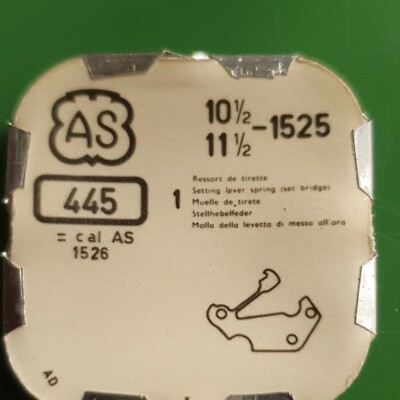 AS
10½
11½ -1525
445
= cal AS
1526
1
Ressort de tirette
Setting lever spring (set bridge)
Muelle de tirete
Stellhebelfeder
Mollo della levetta di messa all'ora
AD